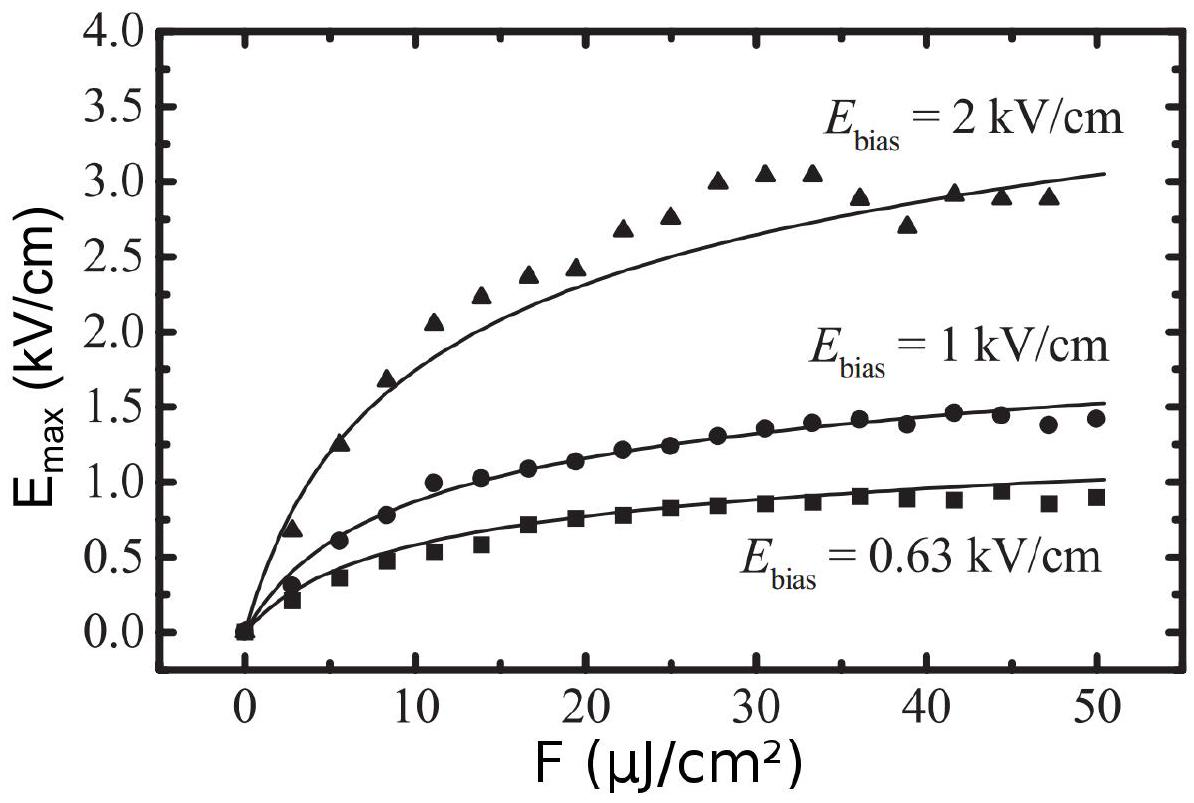 4.0
3.5
3.0
2.5
2.0
1.5
1.0
0.5
0.0
E_max (kV/cm)
E_bias = 2 kV/cm
E_bias = 1 kV/cm
E_bias = 0.63 kV/cm
0 10 20 30 40 50
F (µJ/cm²)